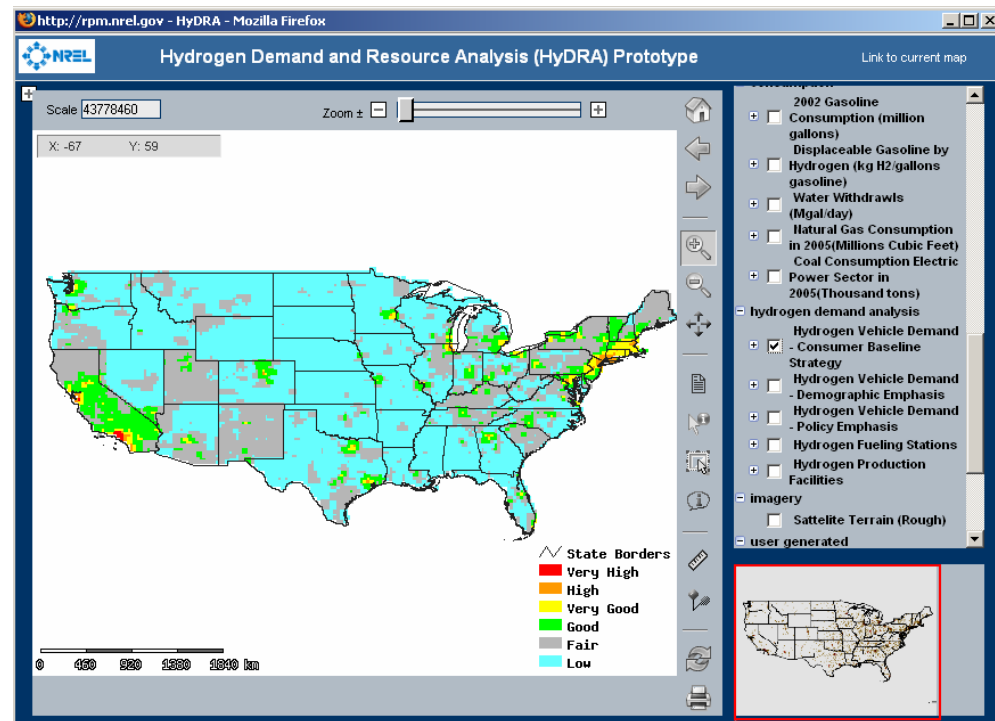 http://rpm.nrel.gov - HyDRA - Mozilla Firefox
NREL
Hydrogen Demand and Resource Analysis (HyDRA) Prototype
Link to current map
Scale 43778460
Zoom ±
X: -67 Y: 59
2002 Gasoline
Consumption (million
gallons)
Displaceable Gasoline by
Hydrogen (kg H2/gallons
gasoline)
Water Withdrawls
(Mgal/day)
Natural Gas Consumption
in 2005(Millions Cubic Feet)
Coal Consumption Electric
Power Sector in
2005(Thousand tons)
hydrogen demand analysis
Hydrogen Vehicle Demand
- Consumer Baseline
Strategy
Hydrogen Vehicle Demand
- Demographic Emphasis
Hydrogen Vehicle Demand
- Policy Emphasis
Hydrogen Fueling Stations
Hydrogen Production
Facilities
imagery
Sattelite Terrain (Rough)
user generated
State Borders
Very High
High
Very Good
Good
Fair
Low
0 460 920 1380 1840 km